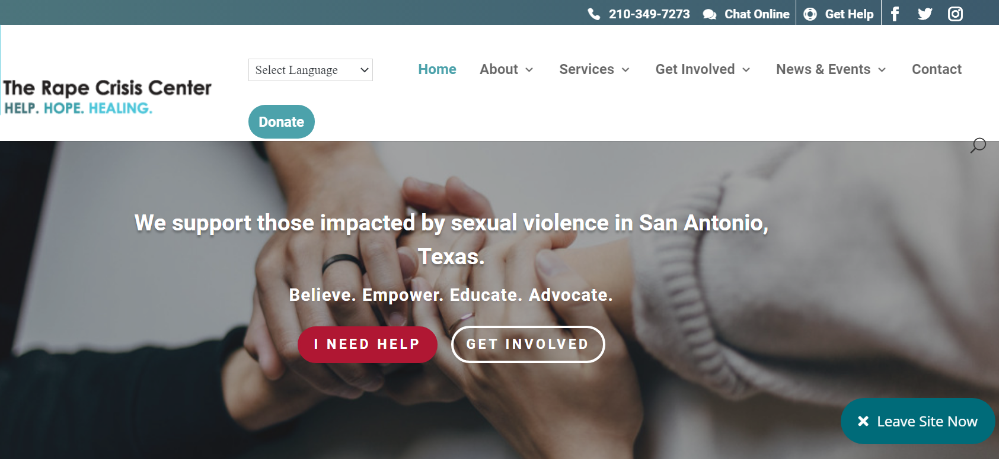 210-349-7273 Chat Online Get Help
Select Language Home About Services Get Involved News & Events Contact
The Rape Crisis Center
HELP. HOPE. HEALING.
Donate
We support those impacted by sexual violence in San Antonio,
Texas.
Believe. Empower. Educate. Advocate.
I NEED HELP GET INVOLVED
Leave Site Now